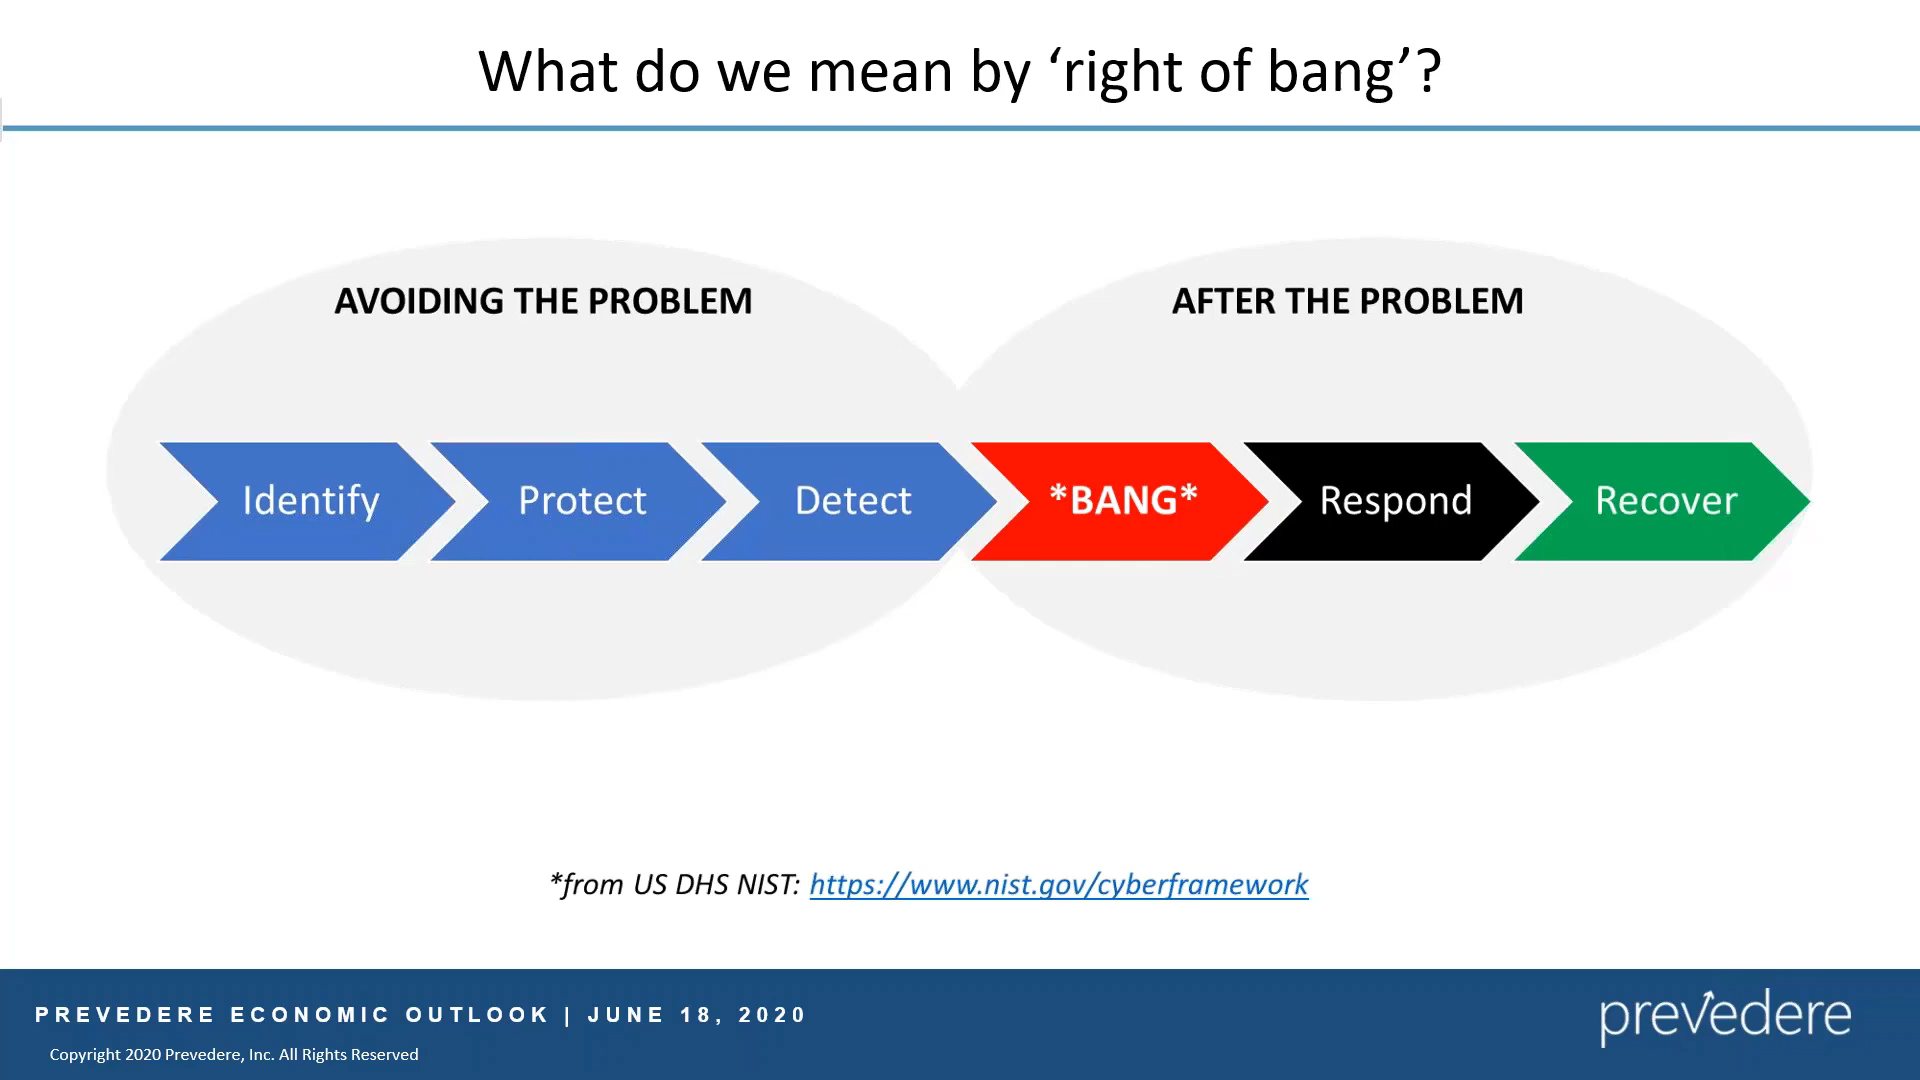 What do we mean by ‘right of bang’?
AVOIDING THE PROBLEM
AFTER THE PROBLEM
Identify
Protect
Detect
*BANG*
Respond
Recover
*from US DHS NIST: https://www.nist.gov/cyberframework
PREVEDERE ECONOMIC OUTLOOK | JUNE 18, 2020
Copyright 2020 Prevedere, Inc. All Rights Reserved
prevedere